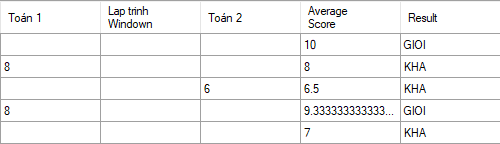 Toán 1 Lap trinh Windown Toán 2 Average Score Result
10 GIOI
8 8 KHA
6 6.5 KHA
8 9.333333333333... GIOI
7 KHA